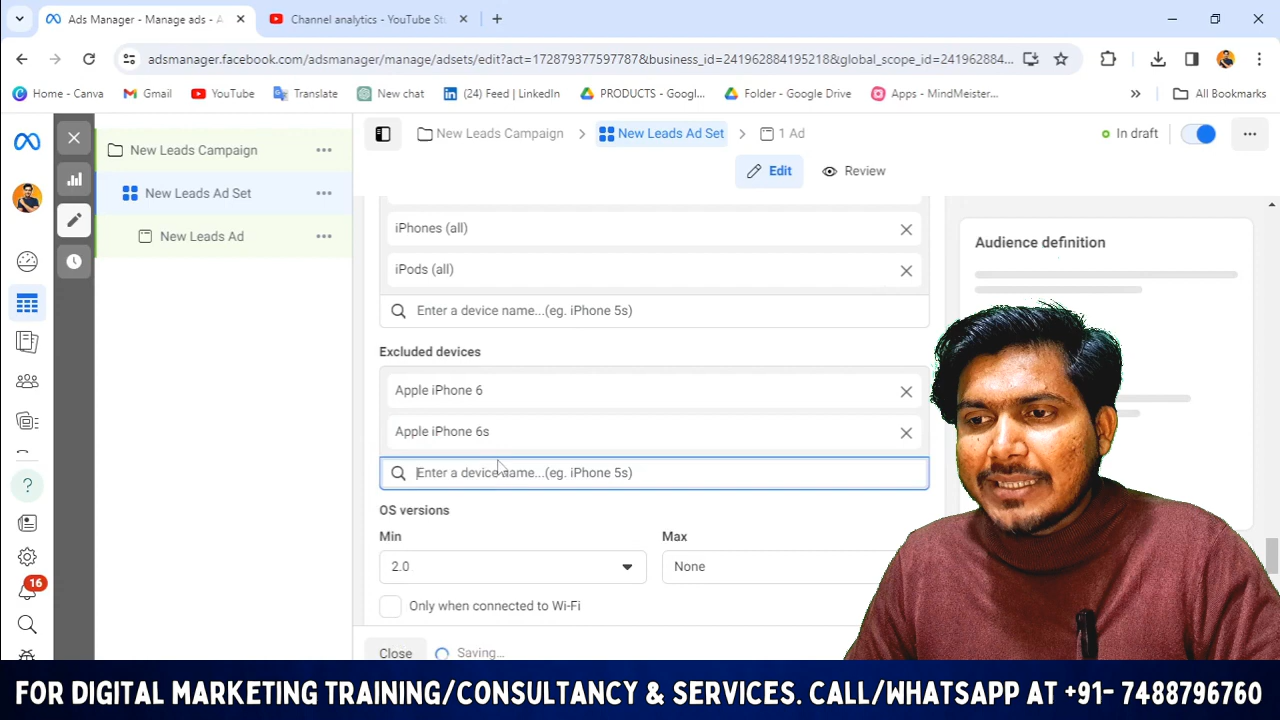 Ads Manager - Manage ads - A
Channel analytics - YouTube Stu
adsmanager.facebook.com/adsmanager/manage/adsets/edit?act=1728793775977877&business_id=241962884195218&global_scope_id=241962884...
Home - Canva
Gmail
YouTube
Translate
New chat
(24) Feed | LinkedIn
PRODUCTS - Googl...
Folder - Google Drive
Apps - MindMeister...
All Bookmarks
New Leads Campaign
New Leads Ad Set
1 Ad
In draft
Edit
Review
New Leads Campaign
New Leads Ad Set
New Leads Ad
iPhones (all)
iPods (all)
Enter a device name...(eg. iPhone 5s)
Excluded devices
Apple iPhone 6
Apple iPhone 6s
Enter a device name...(eg. iPhone 5s)
OS versions
Min
Max
2.0
None
Only when connected to Wi-Fi
Close
Saving...
Audience definition
16
FOR DIGITAL MARKETING TRAINING/CONSULTANCY & SERVICES. CALL/WHATSAPP AT +91- 7488796760